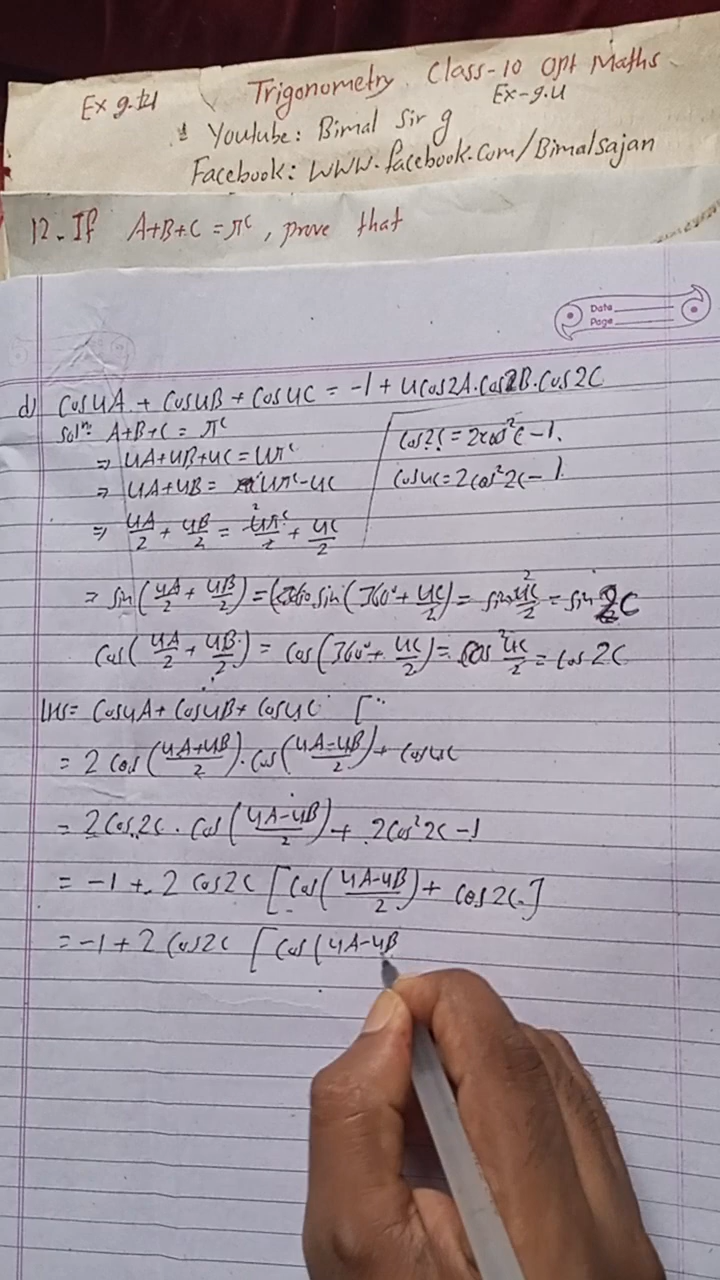 Ex 9.4 Trigonometry Class-10 Opt Maths
Ex-9.4
Youtube: Bimal Sir g
Facebook: WWW.facebook.com/Bimalsajan
12. If A+B+C = πᶜ, prove that
Date
Page
d) Cos4A + Cos4B + Cos4C = -1 + 4Cos2A.Cos2B.Cos2C
Solⁿ: A+B+C = πᶜ
⇒ 4A+4B+4C = 4πᶜ
⇒ 4A+4B = 4πᶜ-4C
⇒ 4A/2 + 4B/2 = 4πᶜ/2 + 4C/2
Cos2C = 2cos²C-1.
Cos4C = 2cos²2C-1.
⇒ sin(4A/2 + 4B/2) = sin(360° + 4C/2) = sin 4C/2 = sin 2C
Cos(4A/2 + 4B/2) = Cos(360°+ 4C/2) = cos 4C/2 = cos 2C
LHS = Cos4A + Cos4B + Cos4C [∵
= 2 Cos(4A+4B/2).Cos(4A-4B/2) + Cos4C
= 2Cos2C . Cos(4A-4B/2) + 2Cos²2C-1
= -1 + 2 Cos2C [Cos(4A-4B/2) + Cos2C]
= -1 + 2 Cos2C [Cos(4A-4B